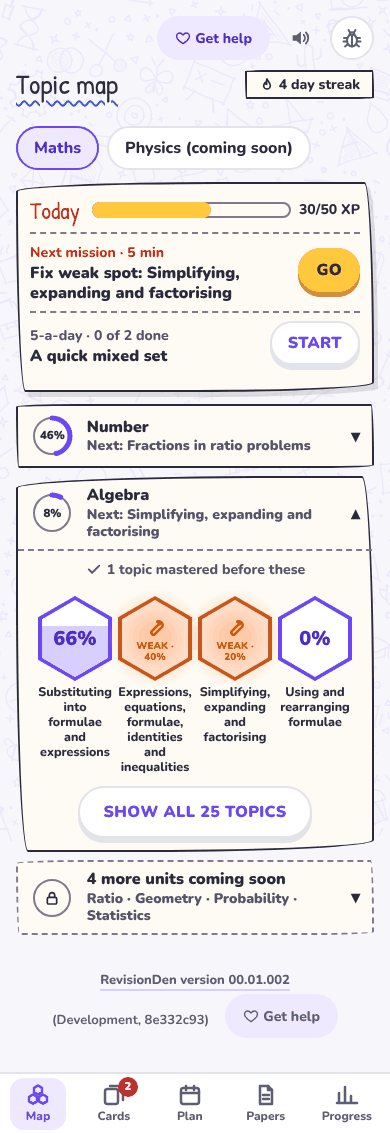 Get help
Topic map
4 day streak
Maths
Physics (coming soon)
Today
30/50 XP
Next mission · 5 min
Fix weak spot: Simplifying,
expanding and factorising
GO
5-a-day · 0 of 2 done
A quick mixed set
START
46%
Number
Next: Fractions in ratio problems
8%
Algebra
Next: Simplifying, expanding and
factorising
1 topic mastered before these
66%
WEAK ·
40%
WEAK ·
20%
0%
Substituting
into
formulae
and
expressions
Expressions,
equations,
formulae,
identities
and
inequalities
Simplifying,
expanding
and
factorising
Using and
rearranging
formulae
SHOW ALL 25 TOPICS
4 more units coming soon
Ratio · Geometry · Probability ·
Statistics
RevisionDen version 00.01.002
(Development, 8e332c93)
Get help
2
Map
Cards
Plan
Papers
Progress